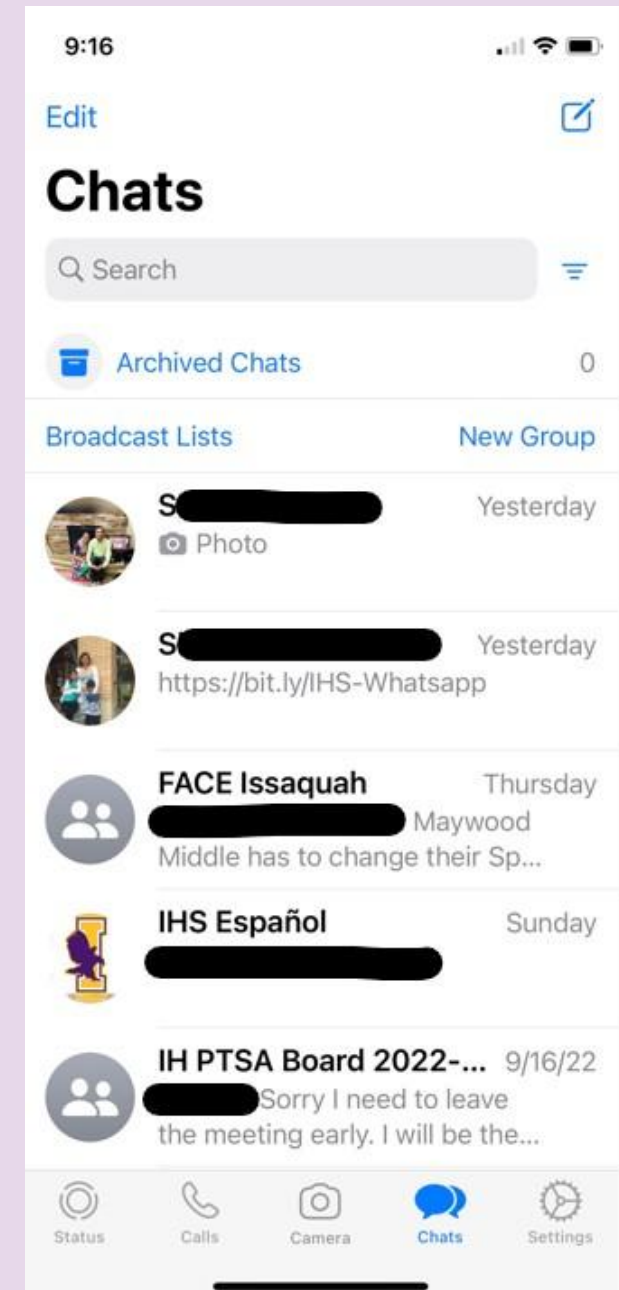 9:16
Edit
Chats
Search
Archived Chats 0
Broadcast Lists New Group
S Yesterday
Photo
S Yesterday
https://bit.ly/IHS-Whatsapp
FACE Issaquah Thursday
Maywood
Middle has to change their Sp...
IHS Español Sunday
I
IH PTSA Board 2022-... 9/16/22
Sorry I need to leave
the meeting early. I will be the...
Status Calls Camera Chats Settings